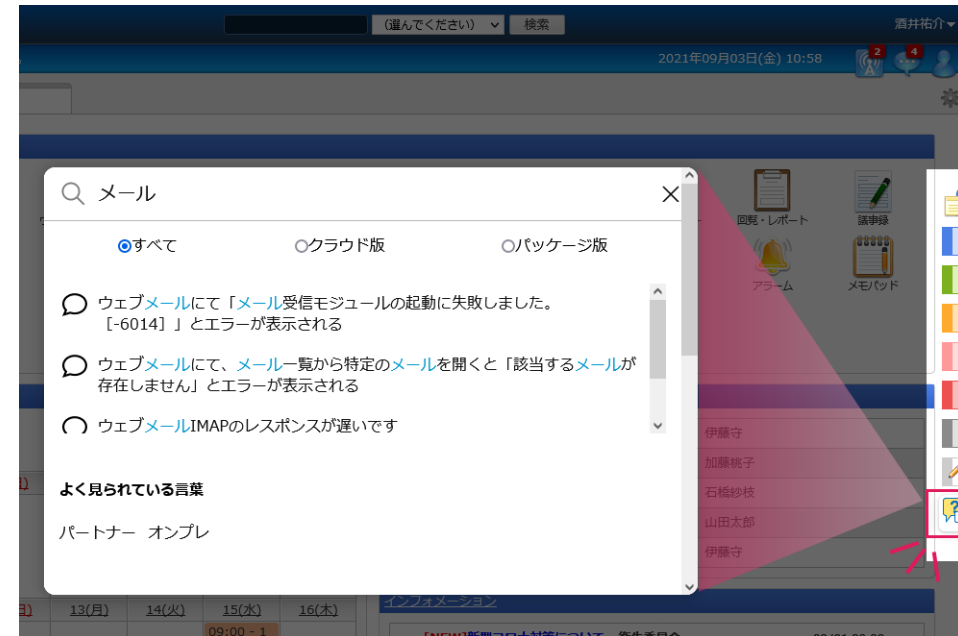 (選んでください) 検索 酒井祐介▼
2021年09月03日(金) 10:58 2 4
メール
回覧・レポート 議事録
すべて クラウド版 パッケージ版
アラーム メモパッド
ウェブメールにて「メール受信モジュールの起動に失敗しました。
[-6014] 」とエラーが表示される
ウェブメールにて、メール一覧から特定のメールを開くと「該当するメールが
存在しません」とエラーが表示される
ウェブメールIMAPのレスポンスが遅いです
伊藤守
加藤桃子
よく見られている言葉
石橋紗枝
パートナー オンプレ
山田太郎
伊藤守
13(月) 14(火) 15(水) 16(木)
インフォメーション
09:00 - 1